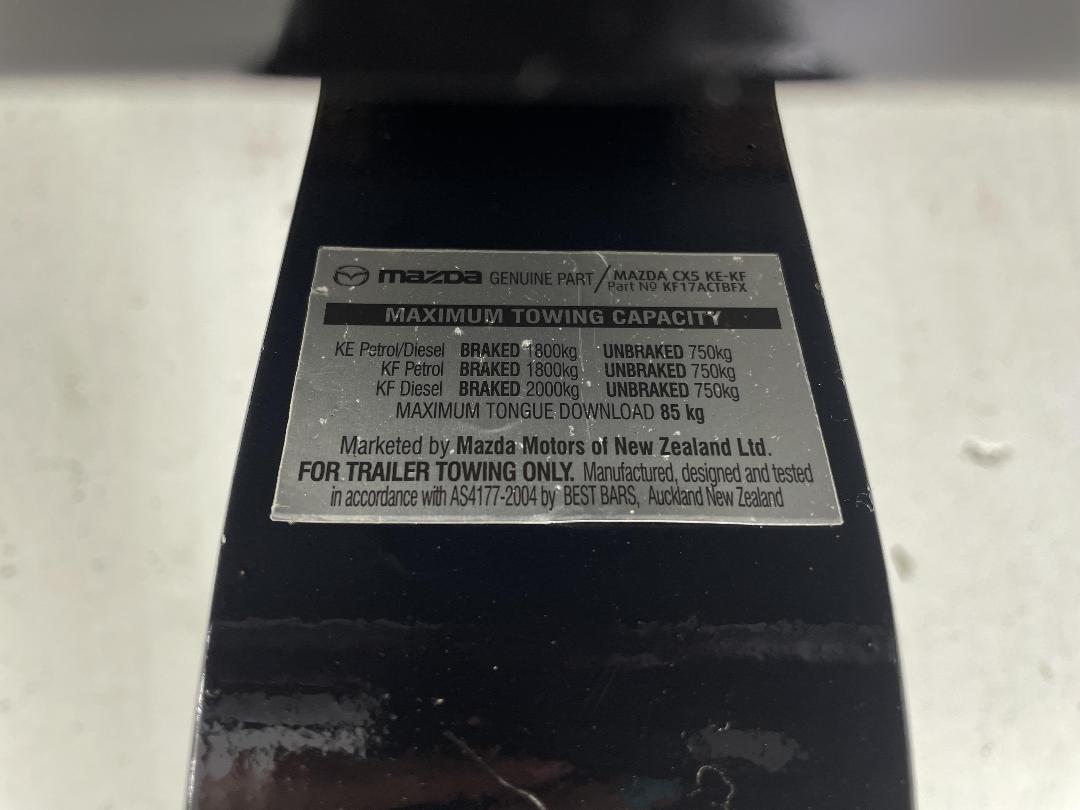 mazda GENUINE PART / MAZDA CX5 KE-KF
Part No KF17ACTBFX
MAXIMUM TOWING CAPACITY
KE Petrol/Diesel BRAKED 1800kg UNBRAKED 750kg
KF Petrol BRAKED 1800kg UNBRAKED 750kg
KF Diesel BRAKED 2000kg UNBRAKED 750kg
MAXIMUM TONGUE DOWNLOAD 85 kg
Marketed by Mazda Motors of New Zealand Ltd.
FOR TRAILER TOWING ONLY. Manufactured, designed and tested
in accordance with AS4177-2004 by BEST BARS, Auckland New Zealand